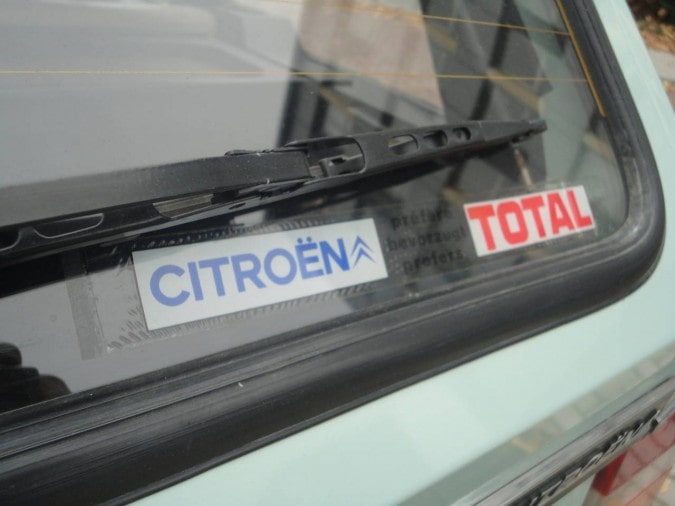 CITROËN
préfère
bevorzugt
prefers
TOTAL